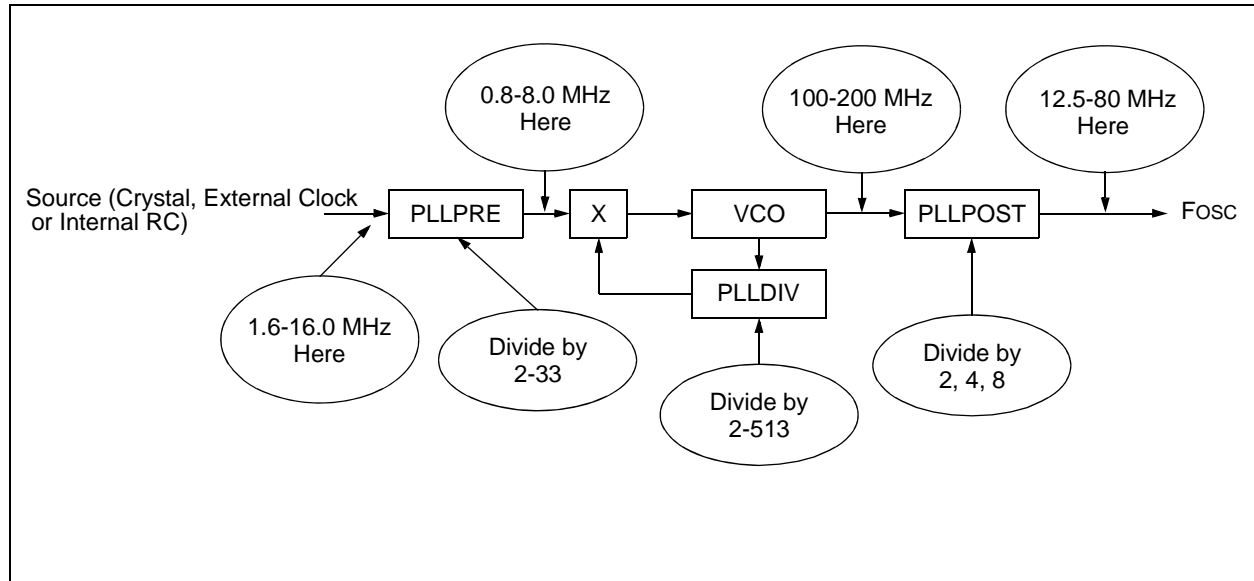 0.8-8.0 MHz
Here
100-200 MHz
Here
12.5-80 MHz
Here
Source (Crystal, External Clock
or Internal RC)
PLLPRE
X
VCO
PLLPOST
FOSC
PLLDIV
1.6-16.0 MHz
Here
Divide by
2-33
Divide by
2-513
Divide by
2, 4, 8